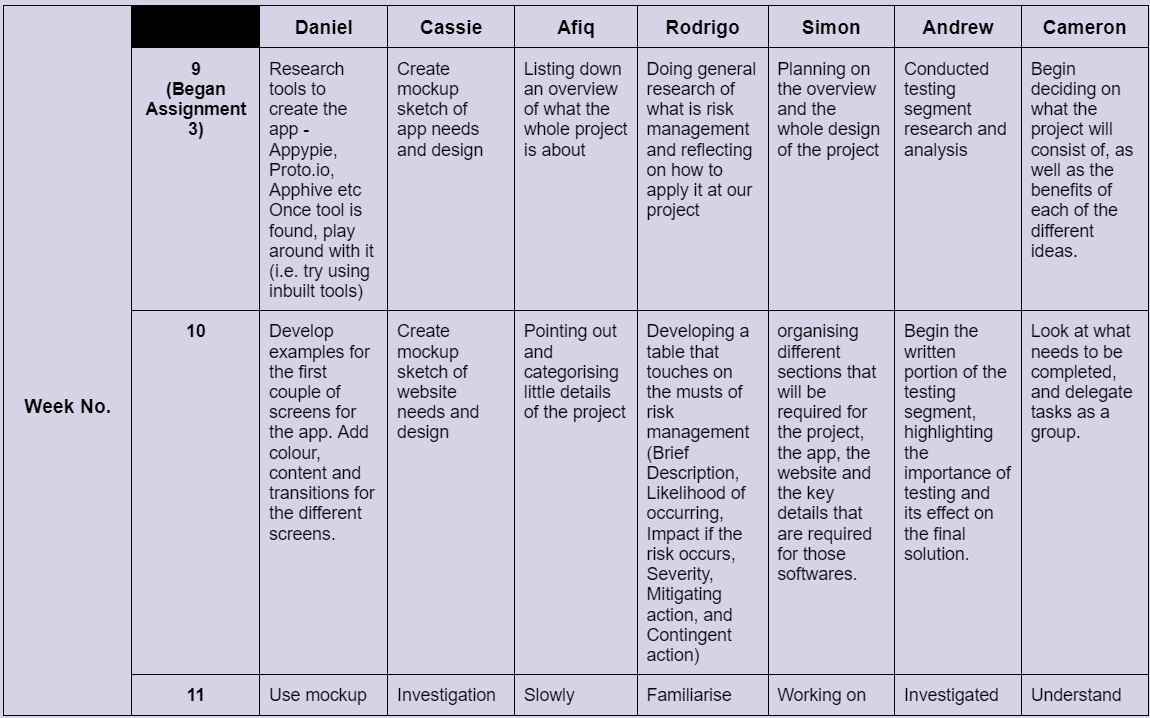 Daniel
Cassie
Afiq
Rodrigo
Simon
Andrew
Cameron
Week No.
9
(Began
Assignment
3)
Research
tools to
create the
app -
Appypie,
Proto.io,
Apphive etc
Once tool is
found, play
around with it
(i.e. try using
inbuilt tools)
Create
mockup
sketch of
app needs
and design
Listing down
an overview
of what the
whole project
is about
Doing general
research of
what is risk
management
and reflecting
on how to
apply it at our
project
Planning on
the overview
and the
whole design
of the project
Conducted
testing
segment
research and
analysis
Begin
deciding on
what the
project will
consist of, as
well as the
benefits of
each of the
different
ideas.
10
Develop
examples for
the first
couple of
screens for
the app. Add
colour,
content and
transitions for
the different
screens.
Create
mockup
sketch of
website
needs and
design
Pointing out
and
categorising
little details
of the project
Developing a
table that
touches on
the musts of
risk
management
(Brief
Description,
Likelihood of
occurring,
Impact if the
risk occurs,
Severity,
Mitigating
action, and
Contingent
action)
organising
different
sections that
will be
required for
the project,
the app, the
website and
the key
details that
are required
for those
softwares.
Begin the
written
portion of the
testing
segment,
highlighting
the
importance of
testing and
its effect on
the final
solution.
Look at what
needs to be
completed,
and delegate
tasks as a
group.
11
Use mockup
Investigation
Slowly
Familiarise
Working on
Investigated
Understand